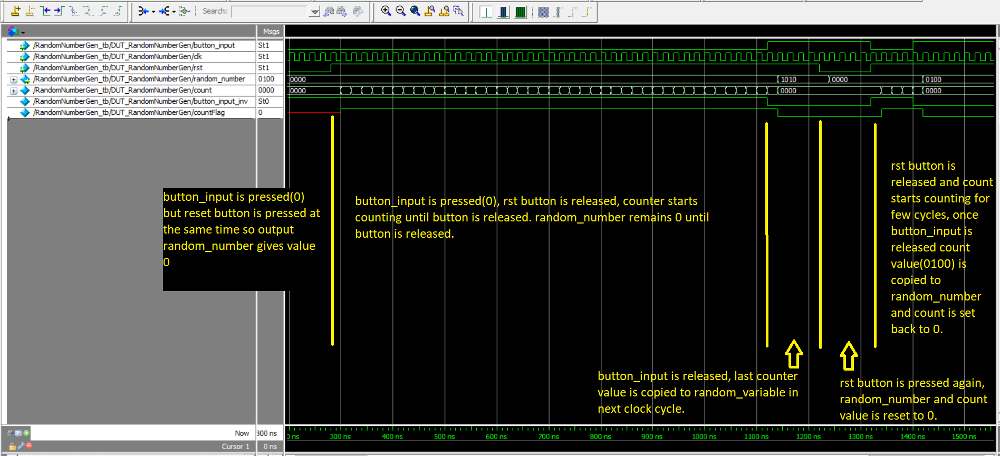 Search:
Msgs
/RandomNumberGen_tb/DUT_RandomNumberGen/button_input St1
/RandomNumberGen_tb/DUT_RandomNumberGen/clk St1
/RandomNumberGen_tb/DUT_RandomNumberGen/rst St1
/RandomNumberGen_tb/DUT_RandomNumberGen/random_number 0100 0000 1010 0000 0100
/RandomNumberGen_tb/DUT_RandomNumberGen/count 0000 0000 0000 0000
/RandomNumberGen_tb/DUT_RandomNumberGen/button_input_inv St0
/RandomNumberGen_tb/DUT_RandomNumberGen/countFlag 0
button_input is pressed(0)
but reset button is pressed at
the same time so output
random_number gives value
0
button_input is pressed(0), rst button is released, counter starts
counting until button is released. random_number remains 0 until
button is released.
button_input is released, last counter
value is copied to random_variable in
next clock cycle.
rst button is pressed again,
random_number and count
value is reset to 0.
rst button is
released and count
starts counting for
few cycles, once
button_input is
released count
value(0100) is
copied to
random_number
and count is set
back to 0.
Now 300 ns
Cursor 1 0 ns
0 ns 300 ns 400 ns 500 ns 600 ns 700 ns 800 ns 900 ns 1000 ns 1100 ns 1200 ns 1300 ns 1400 ns 1500 ns